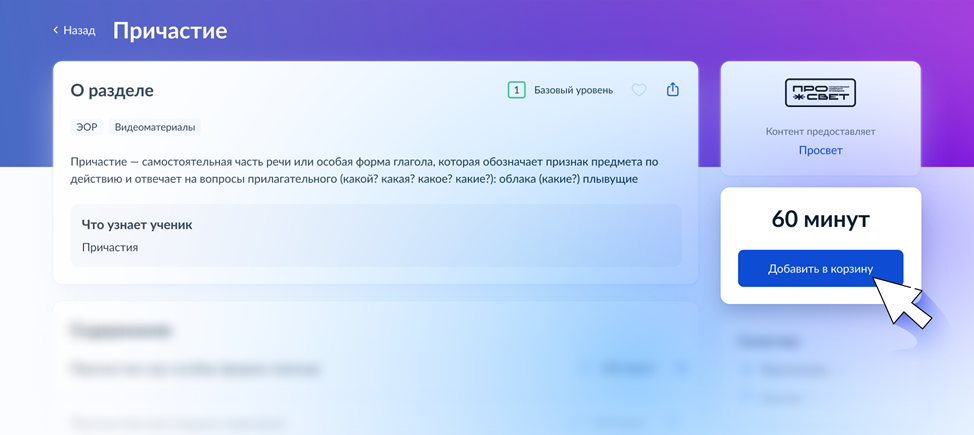 Назад
Причастие
О разделе
1
Базовый уровень
ЭОР
Видеоматериалы
Причастие — самостоятельная часть речи или особая форма глагола, которая обозначает признак предмета по
действию и отвечает на вопросы прилагательного (какой? какая? какое? какие?): облака (какие?) плывущие
Что узнает ученик
Причастия
ПРО
СВЕТ
Контент предоставляет
Просвет
60 минут
Добавить в корзину